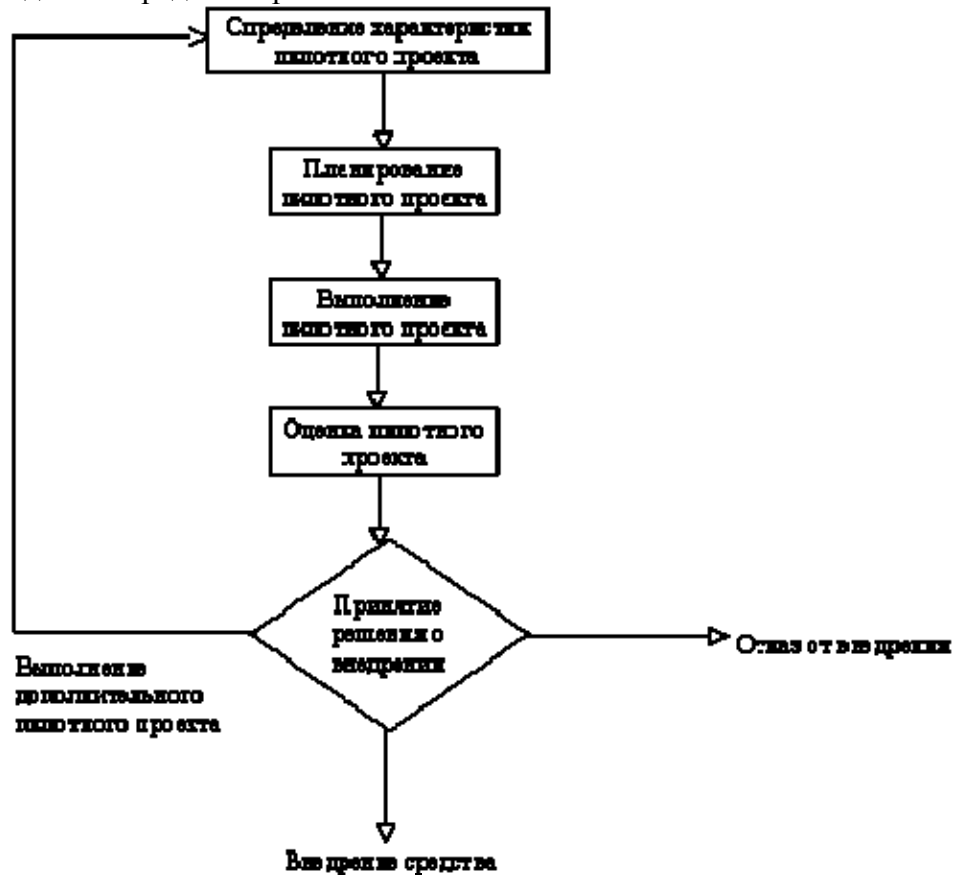 Определение характеристик
пилотного проекта
Планирование
пилотного проекта
Выполнение
пилотного проекта
Оценка пилотного
проекта
Принятие
решения о
внедрении
Отказ от внедрения
Выполнение
дополнительного
пилотного проекта
Внедрение средства